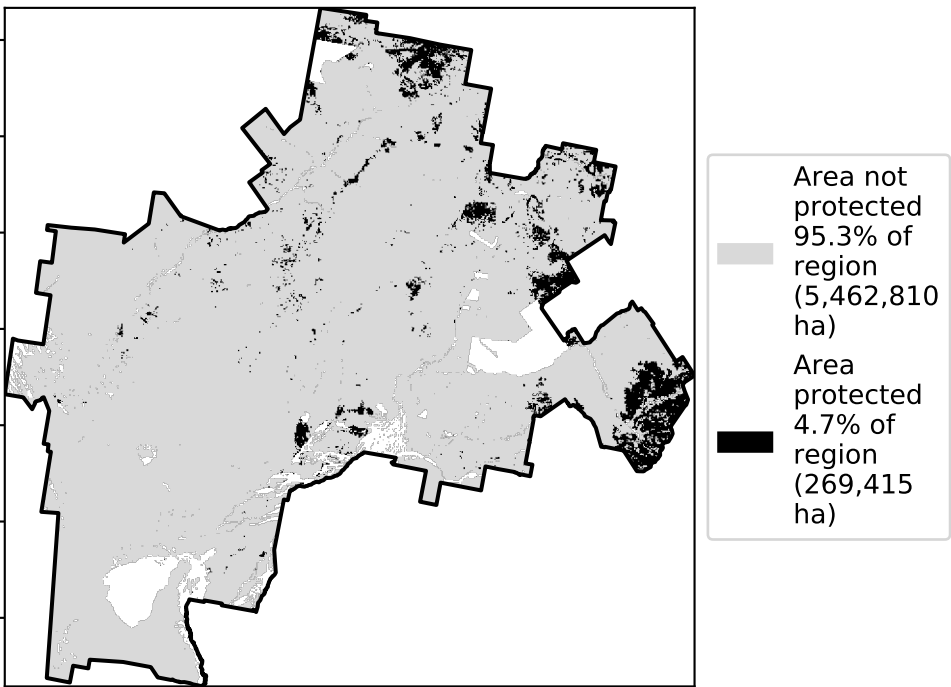 Area not
protected
95.3% of
region
(5,462,810
ha)
Area
protected
4.7% of
region
(269,415
ha)